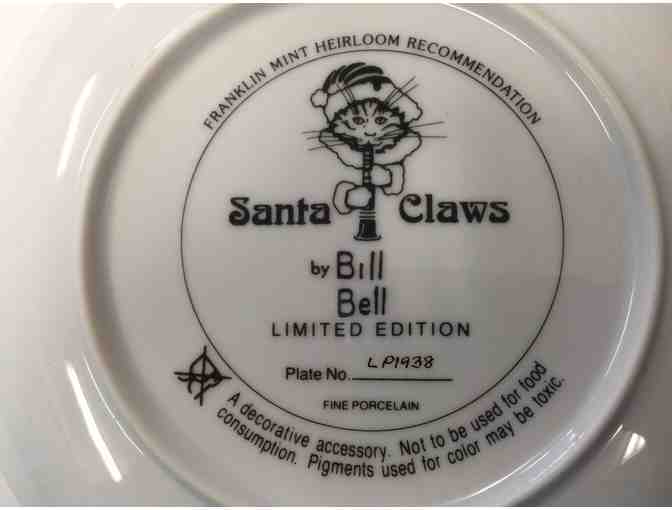 FRANKLIN MINT HEIRLOOM RECOMMENDATION
Santa Claws
by Bill
Bell
LIMITED EDITION
Plate No. LP1938
FINE PORCELAIN
A decorative accessory. Not to be used for food
consumption. Pigments used for color may be toxic.